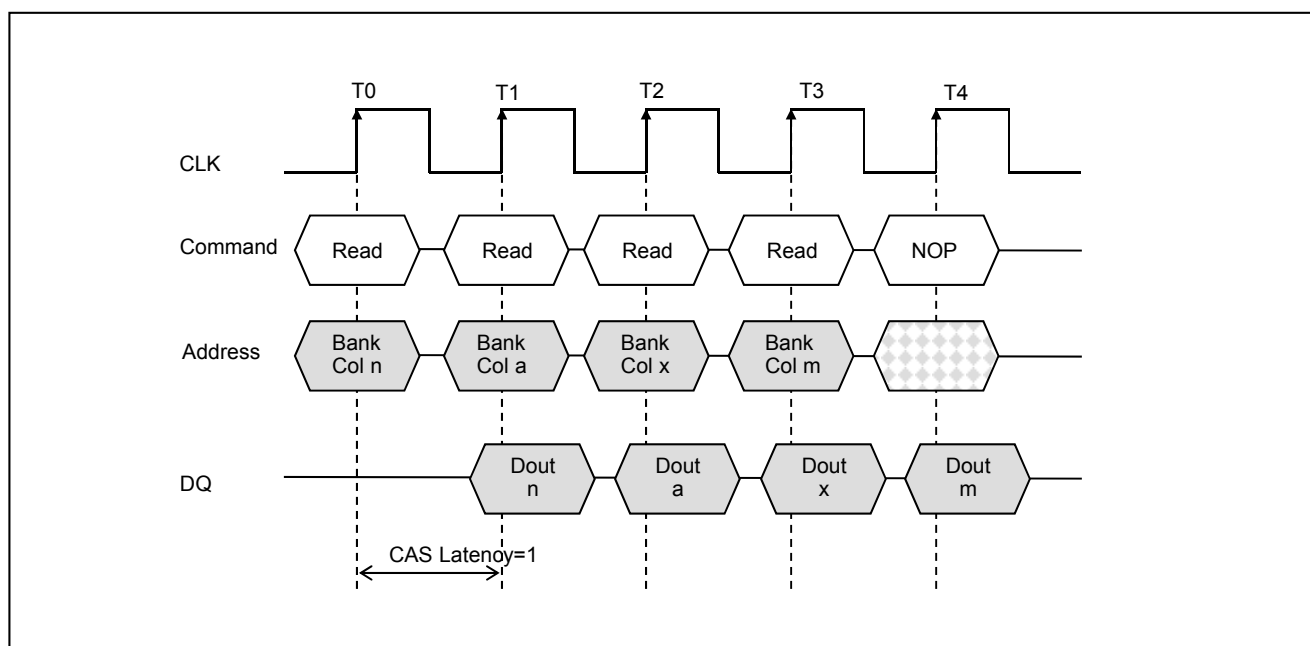 T0 T1 T2 T3 T4
CLK
Command Read Read Read Read NOP
Address
Bank Col n
Bank Col a
Bank Col x
Bank Col m
DQ
Dout n
Dout a
Dout x
Dout m
CAS Latency=1